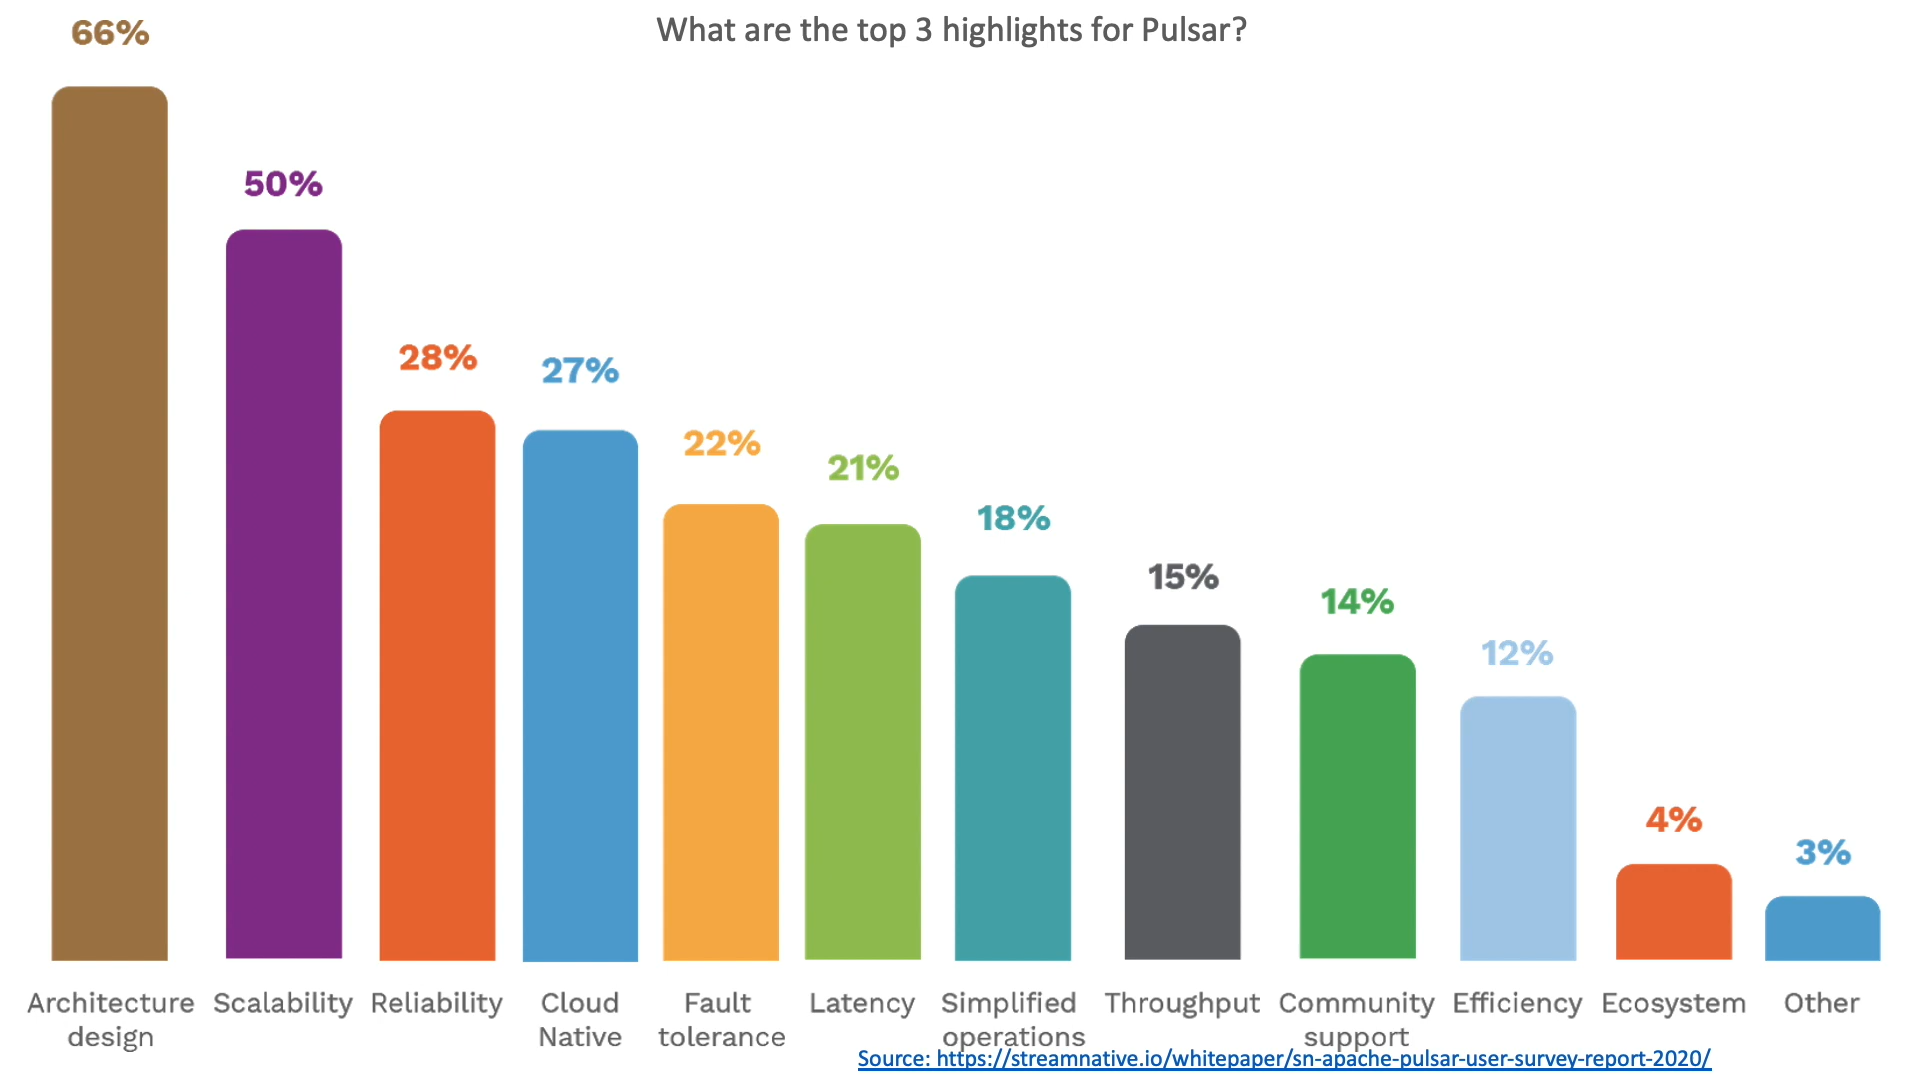 What are the top 3 highlights for Pulsar?
66%
50%
28%
27%
22%
21%
18%
15%
14%
12%
4%
3%
Architecture
design
Scalability
Reliability
Cloud
Native
Fault
tolerance
Latency
Simplified
operations
Throughput
Community
support
Efficiency
Ecosystem
Other
Source: https://streamnative.io/whitepaper/sn-apache-pulsar-user-survey-report-2020/